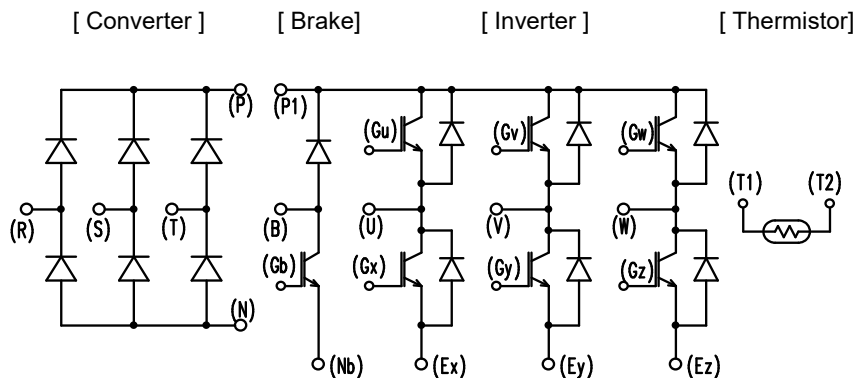 [ Converter ] [ Brake] [ Inverter ] [ Thermistor]
(P) (P1)
(Gu) (Gv) (Gw)
(T1) (T2)
(R) (S) (T) (B) (U) (V) (W)
(Gb) (Gx) (Gy) (Gz)
(N)
(Nb) (Ex) (Ey) (Ez)